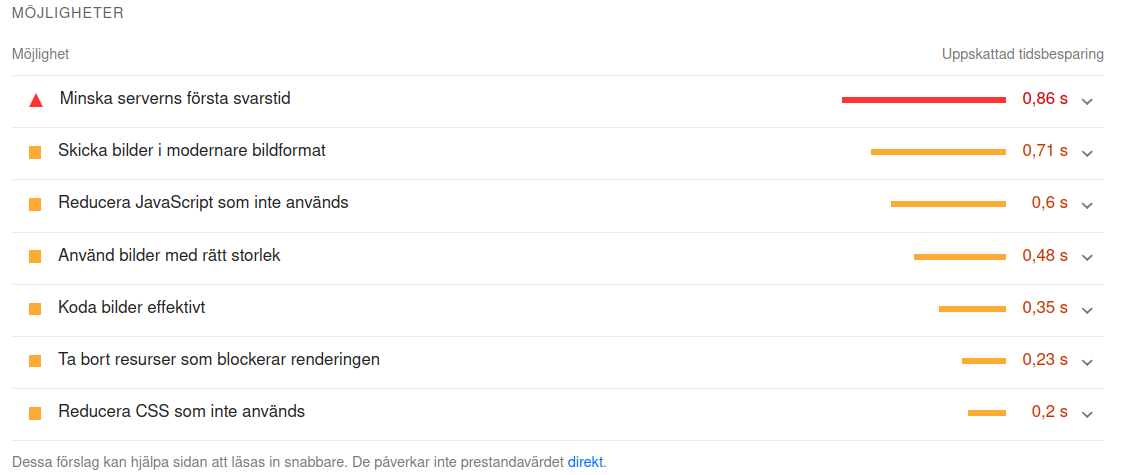 MÖJLIGHETER
Möjlighet Uppskattad tidsbesparing
Minska serverns första svarstid 0,86 s
Skicka bilder i modernare bildformat 0,71 s
Reducera JavaScript som inte används 0,6 s
Använd bilder med rätt storlek 0,48 s
Koda bilder effektivt 0,35 s
Ta bort resurser som blockerar renderingen 0,23 s
Reducera CSS som inte används 0,2 s
Dessa förslag kan hjälpa sidan att läsas in snabbare. De påverkar inte prestandavärdet direkt.